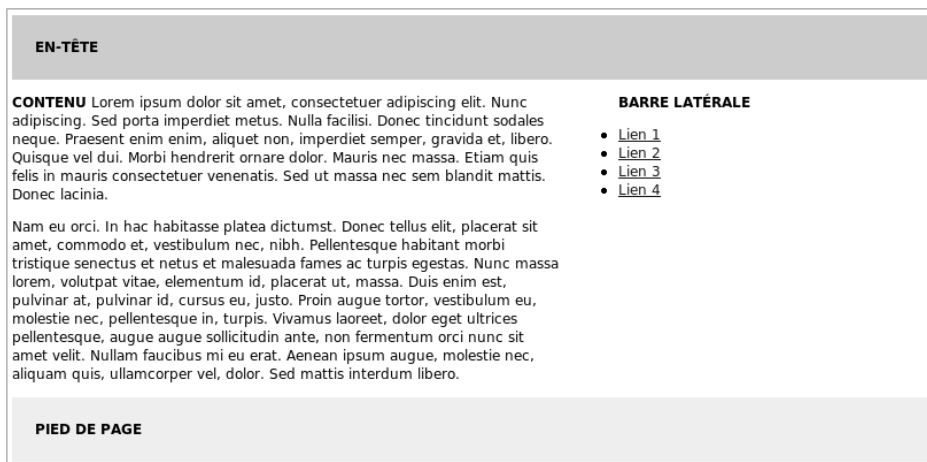 EN-TÊTE
CONTENU Lorem ipsum dolor sit amet, consectetuer adipiscing elit. Nunc
adipiscing. Sed porta imperdiet metus. Nulla facilisi. Donec tincidunt sodales
neque. Praesent enim enim, aliquet non, imperdiet semper, gravida et, libero.
Quisque vel dui. Morbi hendrerit ornare dolor. Mauris nec massa. Etiam quis
felis in mauris consectetuer venenatis. Sed ut massa nec sem blandit mattis.
Donec lacinia.
Nam eu orci. In hac habitasse platea dictumst. Donec tellus elit, placerat sit
amet, commodo et, vestibulum nec, nibh. Pellentesque habitant morbi
tristique senectus et netus et malesuada fames ac turpis egestas. Nunc massa
lorem, volutpat vitae, elementum id, placerat ut, massa. Duis enim est,
pulvinar at, pulvinar id, cursus eu, justo. Proin augue tortor, vestibulum eu,
molestie nec, pellentesque in, turpis. Vivamus laoreet, dolor eget ultrices
pellentesque, augue augue sollicitudin ante, non fermentum orci nunc sit
amet velit. Nullam faucibus mi eu erat. Aenean ipsum augue, molestie nec,
aliquam quis, ullamcorper vel, dolor. Sed mattis interdum libero.
BARRE LATÉRALE
Lien 1
Lien 2
Lien 3
Lien 4
PIED DE PAGE